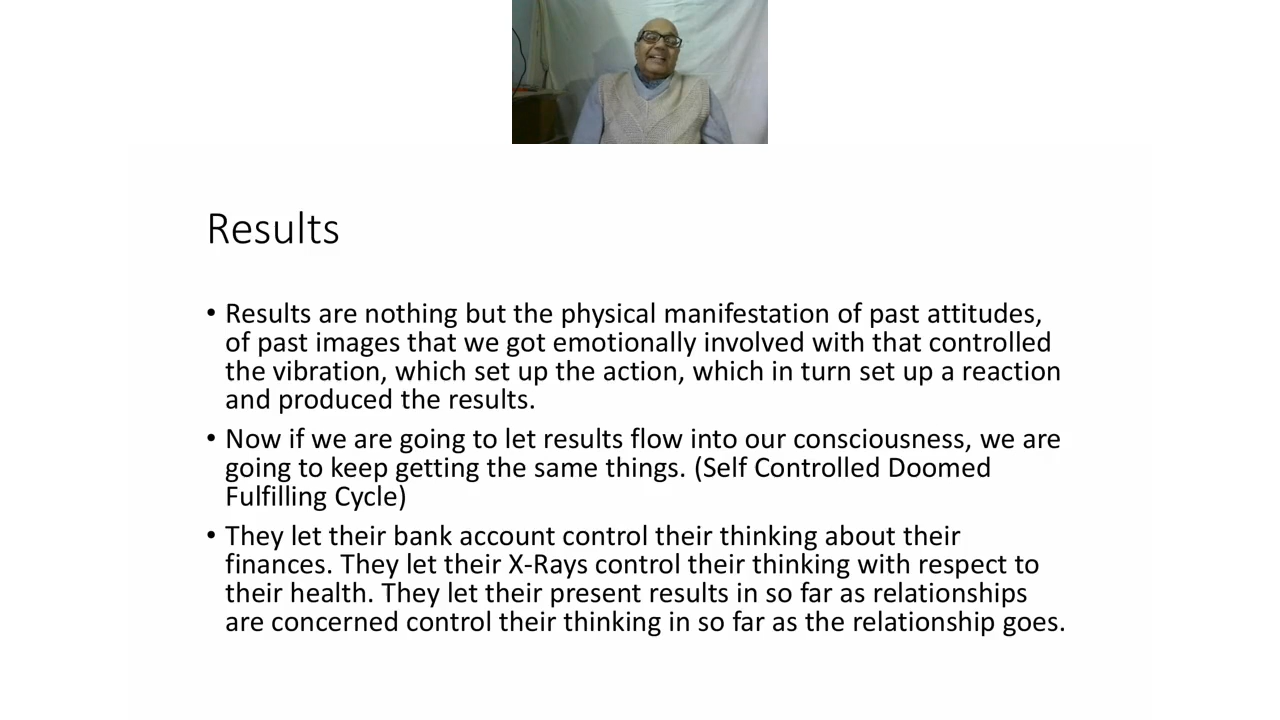 Results
• Results are nothing but the physical manifestation of past attitudes,
of past images that we got emotionally involved with that controlled
the vibration, which set up the action, which in turn set up a reaction
and produced the results.
• Now if we are going to let results flow into our consciousness, we are
going to keep getting the same things. (Self Controlled Doomed
Fulfilling Cycle)
• They let their bank account control their thinking about their
finances. They let their X-Rays control their thinking with respect to
their health. They let their present results in so far as relationships
are concerned control their thinking in so far as the relationship goes.